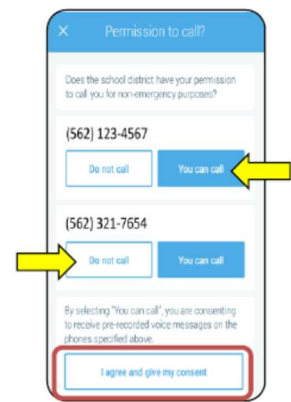 × Permission to call?
Does the school district have your permission
to call you for non-emergency purposes?
(562) 123-4567
Do not call You can call
(562) 321-7654
Do not call You can call
By selecting "You can call", you are consenting
to receive pre-recorded voice messages on the
phones specified above.
I agree and give my consent